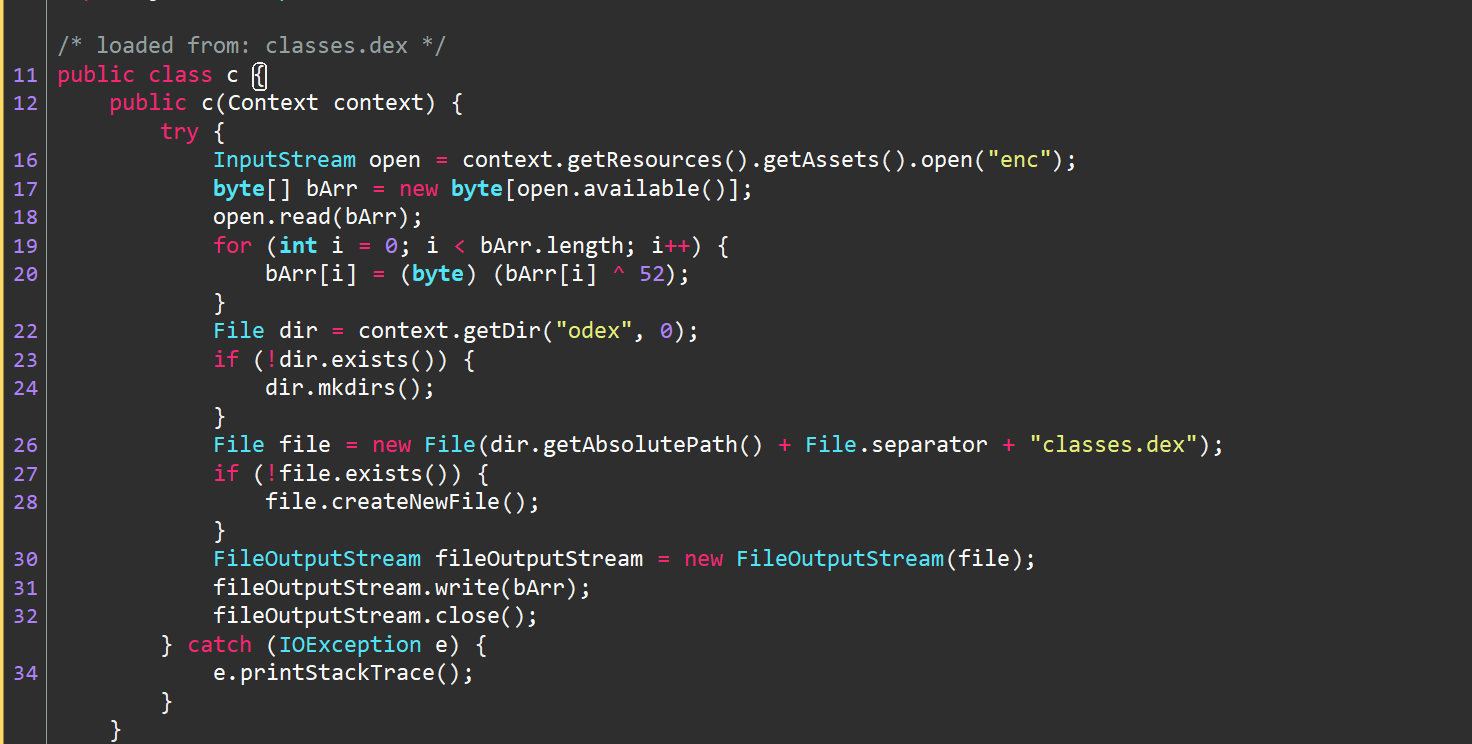 /* loaded from: classes.dex */
11 public class c {
12     public c(Context context) {
        try {
16             InputStream open = context.getResources().getAssets().open("enc");
17             byte[] bArr = new byte[open.available()];
18             open.read(bArr);
19             for (int i = 0; i < bArr.length; i++) {
20                 bArr[i] = (byte) (bArr[i] ^ 52);
            }
22             File dir = context.getDir("odex", 0);
23             if (!dir.exists()) {
24                 dir.mkdirs();
            }
26             File file = new File(dir.getAbsolutePath() + File.separator + "classes.dex");
27             if (!file.exists()) {
28                 file.createNewFile();
            }
30             FileOutputStream fileOutputStream = new FileOutputStream(file);
31             fileOutputStream.write(bArr);
32             fileOutputStream.close();
        } catch (IOException e) {
34             e.printStackTrace();
        }
    }